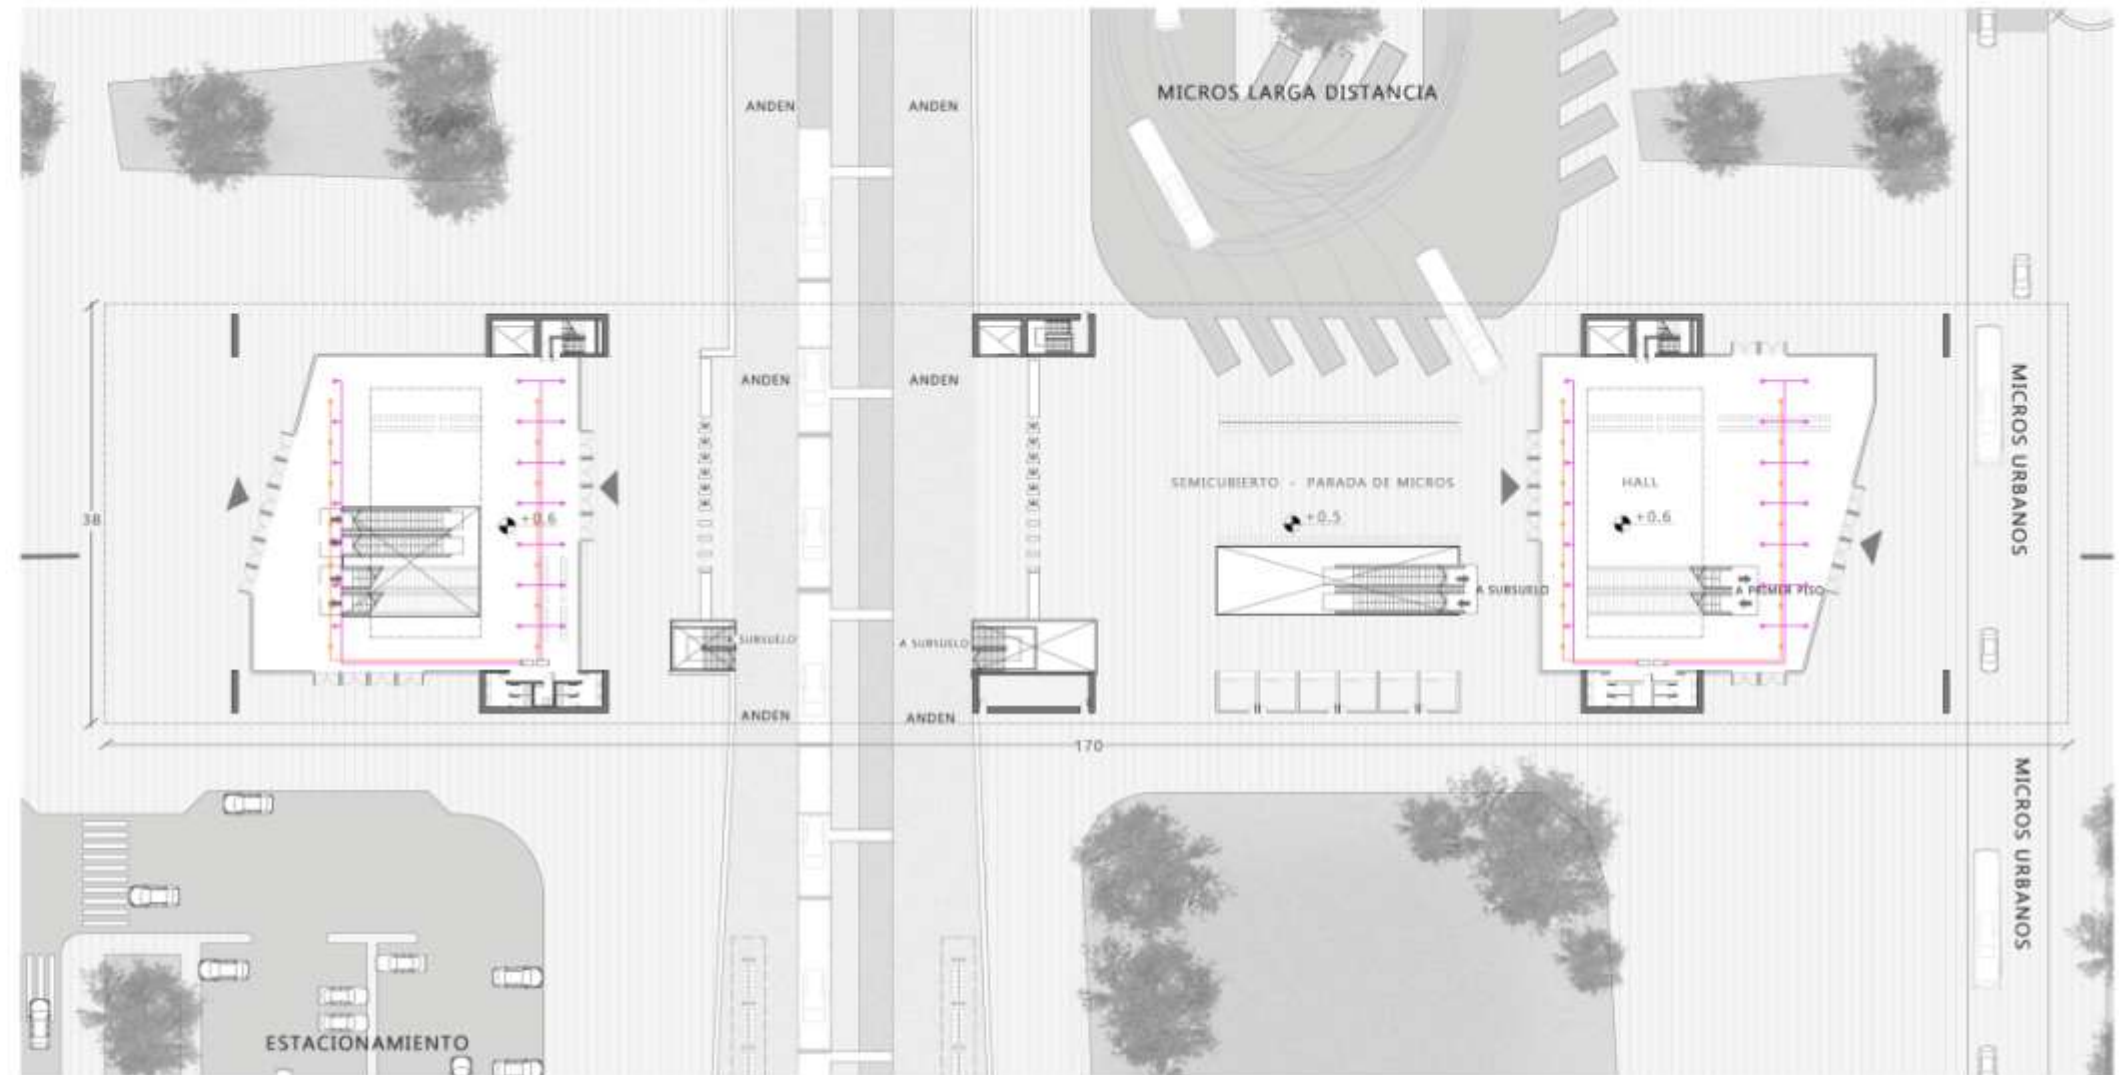 MICROS LARGA DISTANCIA
ANDEN
ANDEN
ANDEN
ANDEN
MICROS URBANOS
SEMICUBIERTO - PARADA DE MICROS
HALL
38
+0.6
+0.5
+0.6
A SUBSUELO
A PRIMER PISO
A SUBSUELO
A SUBSUELO
ANDEN
ANDEN
170
MICROS URBANOS
ESTACIONAMIENTO